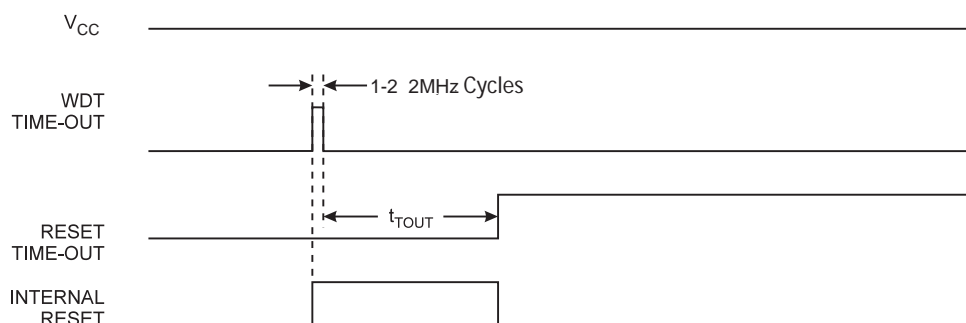 VCC
1-2 2MHz Cycles
WDT
TIME-OUT
tTOUT
RESET
TIME-OUT
INTERNAL
RESET